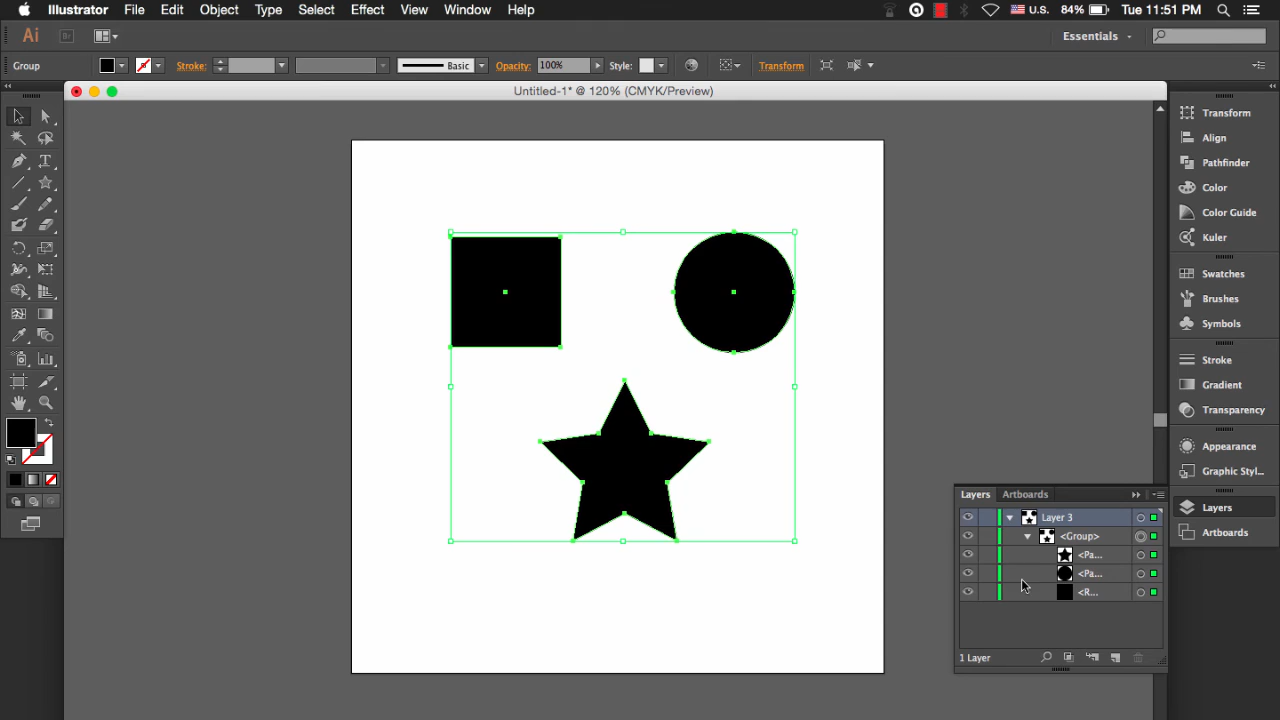 Illustrator File Edit Object Type Select Effect View Window Help U.S. 84% Tue 11:51 PM
Ai Br Essentials
Group Stroke: Basic Opacity: 100% Style: Transform
Untitled-1* @ 120% (CMYK/Preview)
Transform
Align
Pathfinder
Color
Color Guide
Kuler
Swatches
Brushes
Symbols
Stroke
Gradient
Transparency
Appearance
Graphic Styl...
Layers
Artboards
Layers Artboards
Layer 3
<Group>
<Pa...
<Pa...
<R...
1 Layer